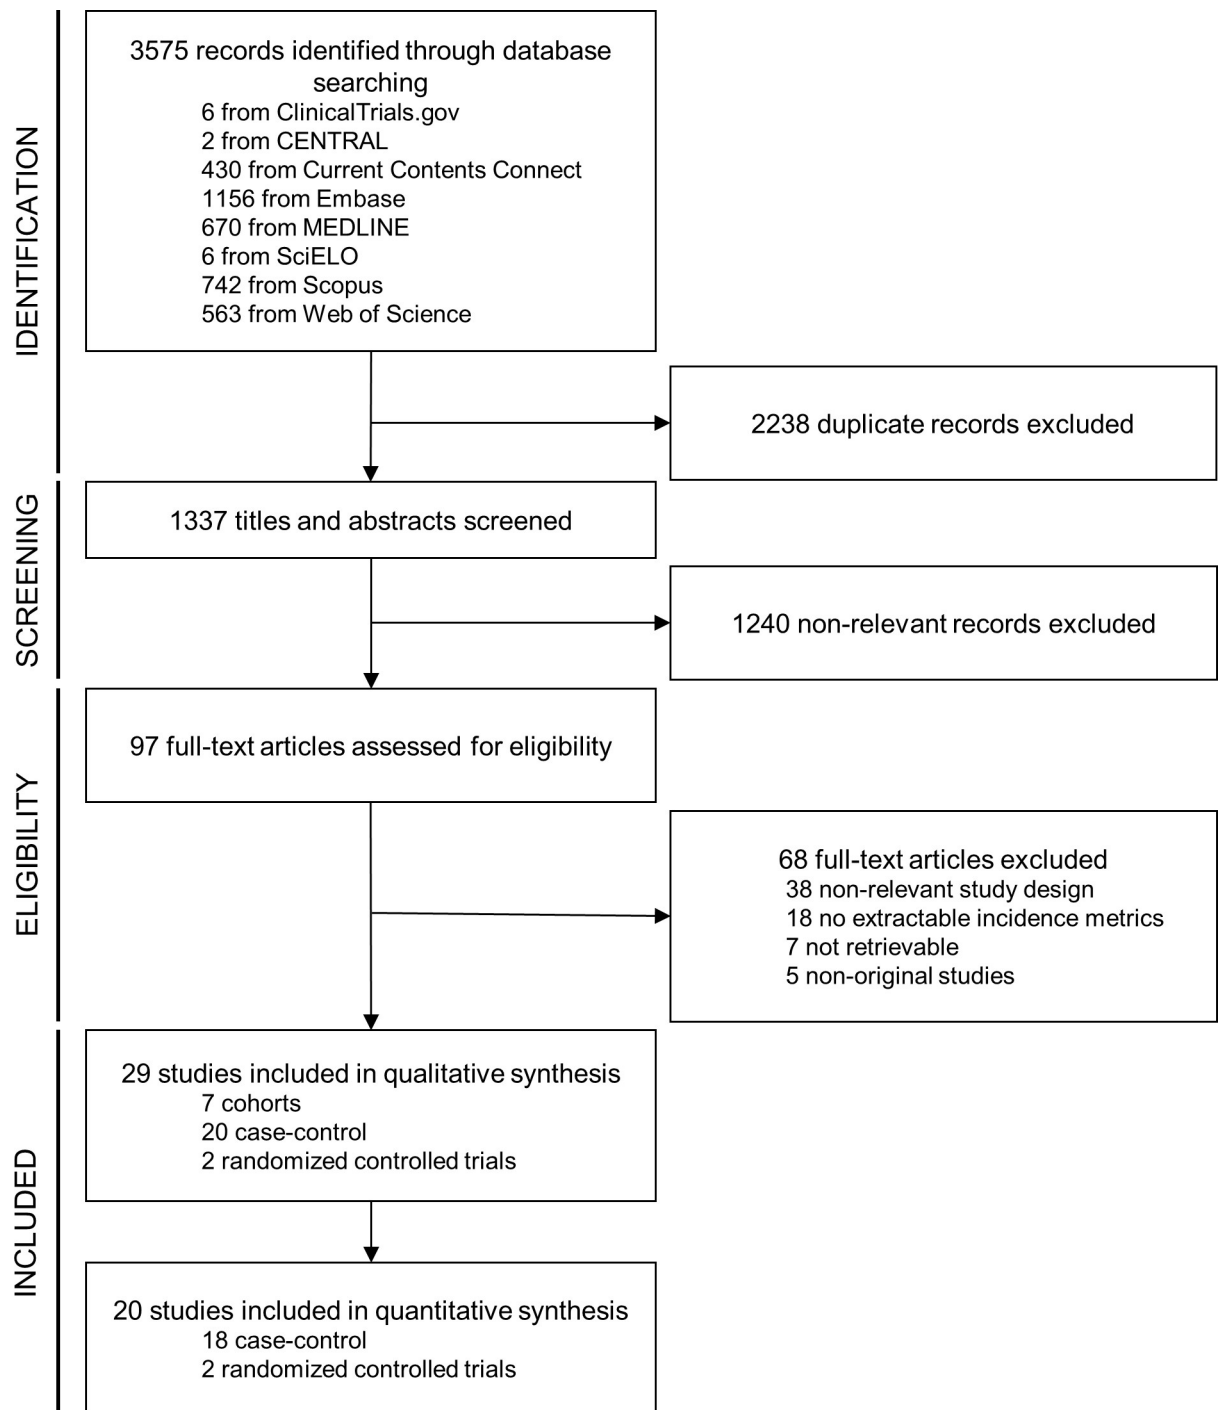 IDENTIFICATION
3575 records identified through database
searching
6 from ClinicalTrials.gov
2 from CENTRAL
430 from Current Contents Connect
1156 from Embase
670 from MEDLINE
6 from SciELO
742 from Scopus
563 from Web of Science
2238 duplicate records excluded
SCREENING
1337 titles and abstracts screened
1240 non-relevant records excluded
ELIGIBILITY
97 full-text articles assessed for eligibility
68 full-text articles excluded
38 non-relevant study design
18 no extractable incidence metrics
7 not retrievable
5 non-original studies
INCLUDED
29 studies included in qualitative synthesis
7 cohorts
20 case-control
2 randomized controlled trials
20 studies included in quantitative synthesis
18 case-control
2 randomized controlled trials